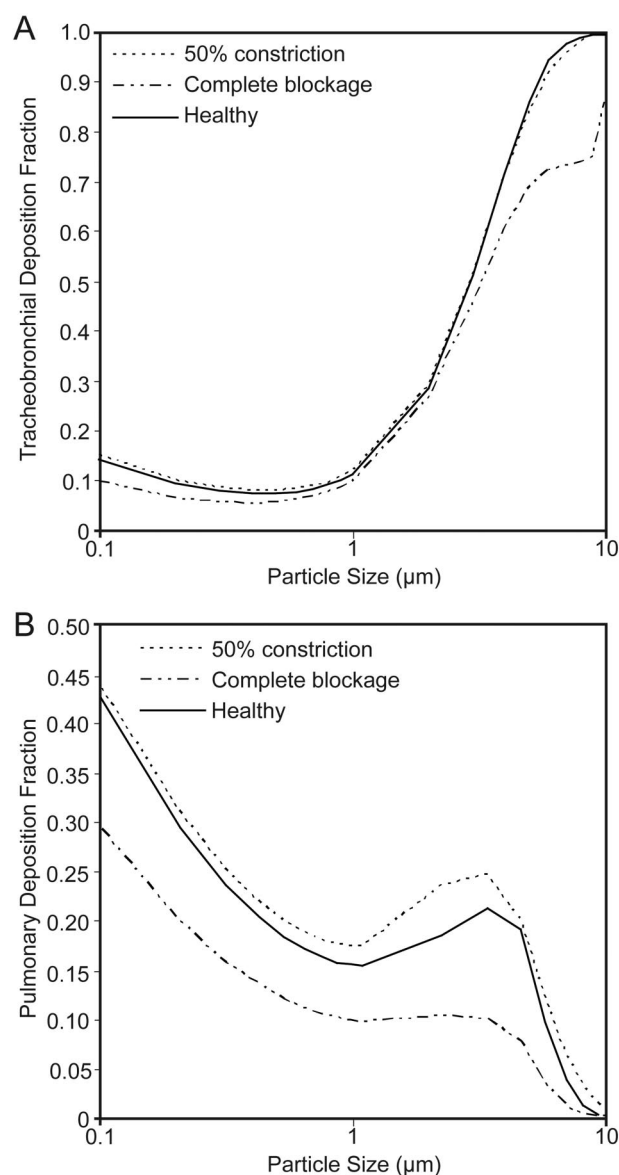 A
1.0
0.9
0.8
0.7
0.6
0.5
0.4
0.3
0.2
0.1
0
Tracheobronchial Deposition Fraction
50% constriction
Complete blockage
Healthy
0.1
1
10
Particle Size (µm)
B
0.50
0.45
0.40
0.35
0.30
0.25
0.20
0.15
0.10
0.05
0
Pulmonary Deposition Fraction
50% constriction
Complete blockage
Healthy
0.1
1
10
Particle Size (µm)